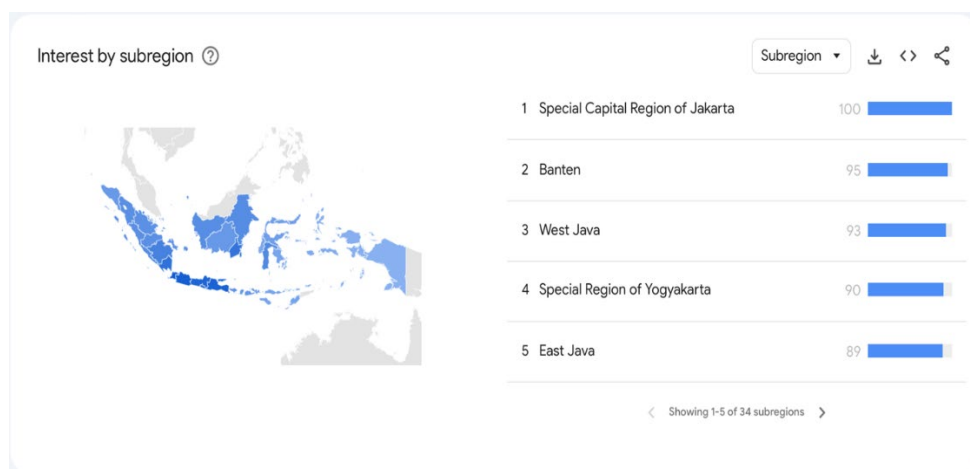 Interest by subregion
Subregion
1 Special Capital Region of Jakarta 100
2 Banten 95
3 West Java 93
4 Special Region of Yogyakarta 90
5 East Java 89
Showing 1-5 of 34 subregions